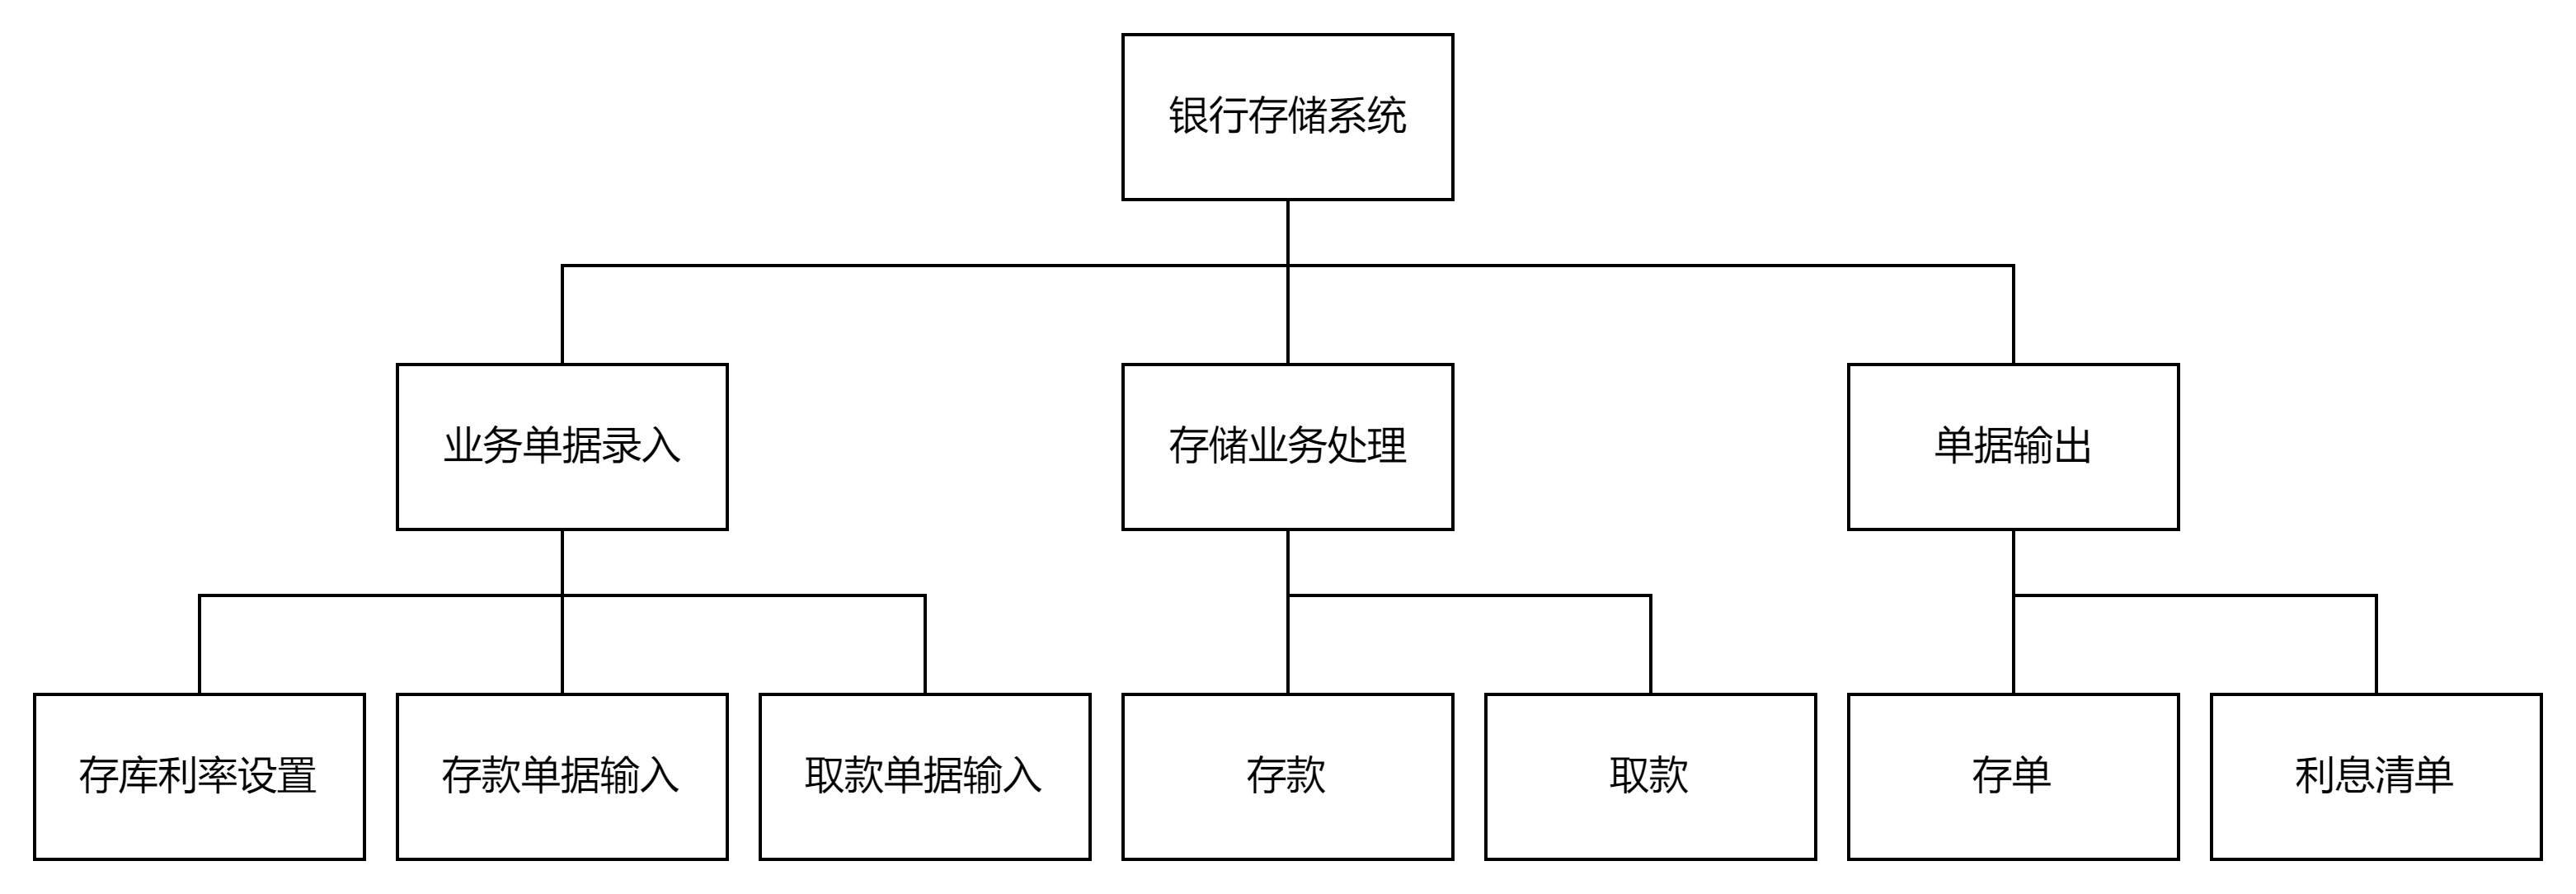 银行存储系统
业务单据录入
存储业务处理
单据输出
存库利率设置
存款单据输入
取款单据输入
存款
取款
存单
利息清单